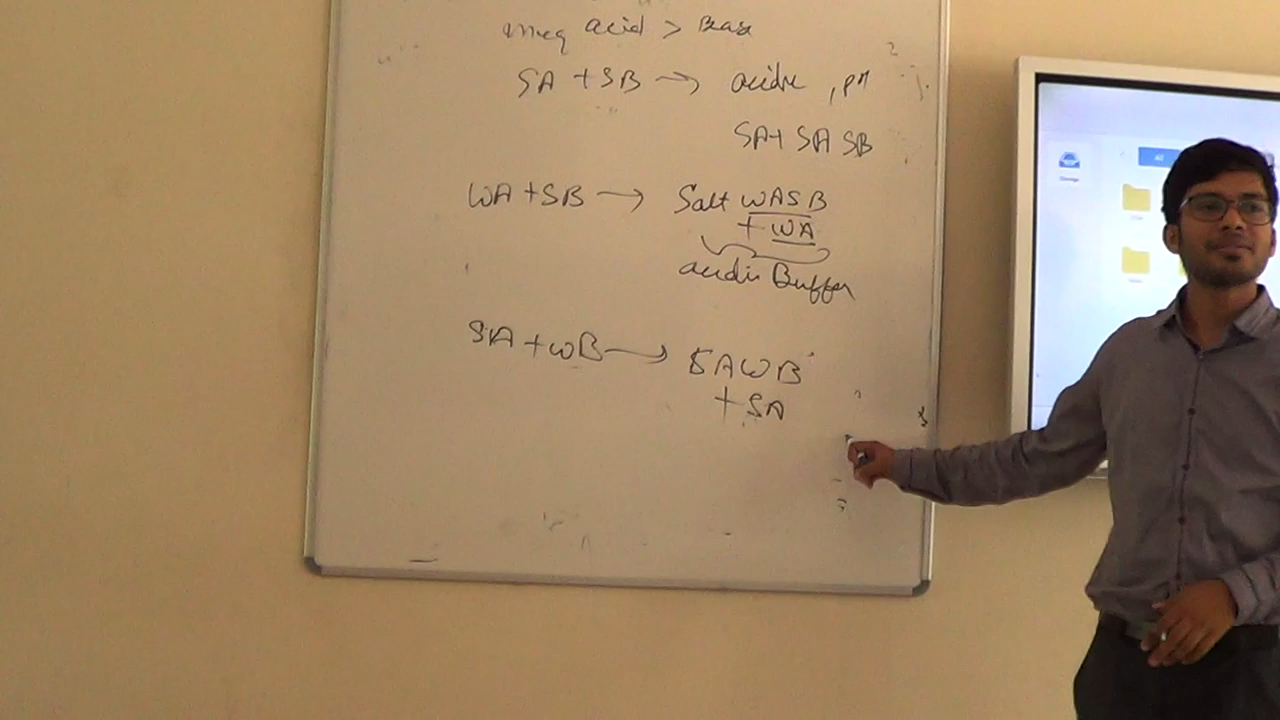 meq acid > Base
SA + SB → acidic , pH
SA + SA SB
WA + SB → Salt WASB
+ WA
acidic Buffer
SA + WB → SAWB
+ SA